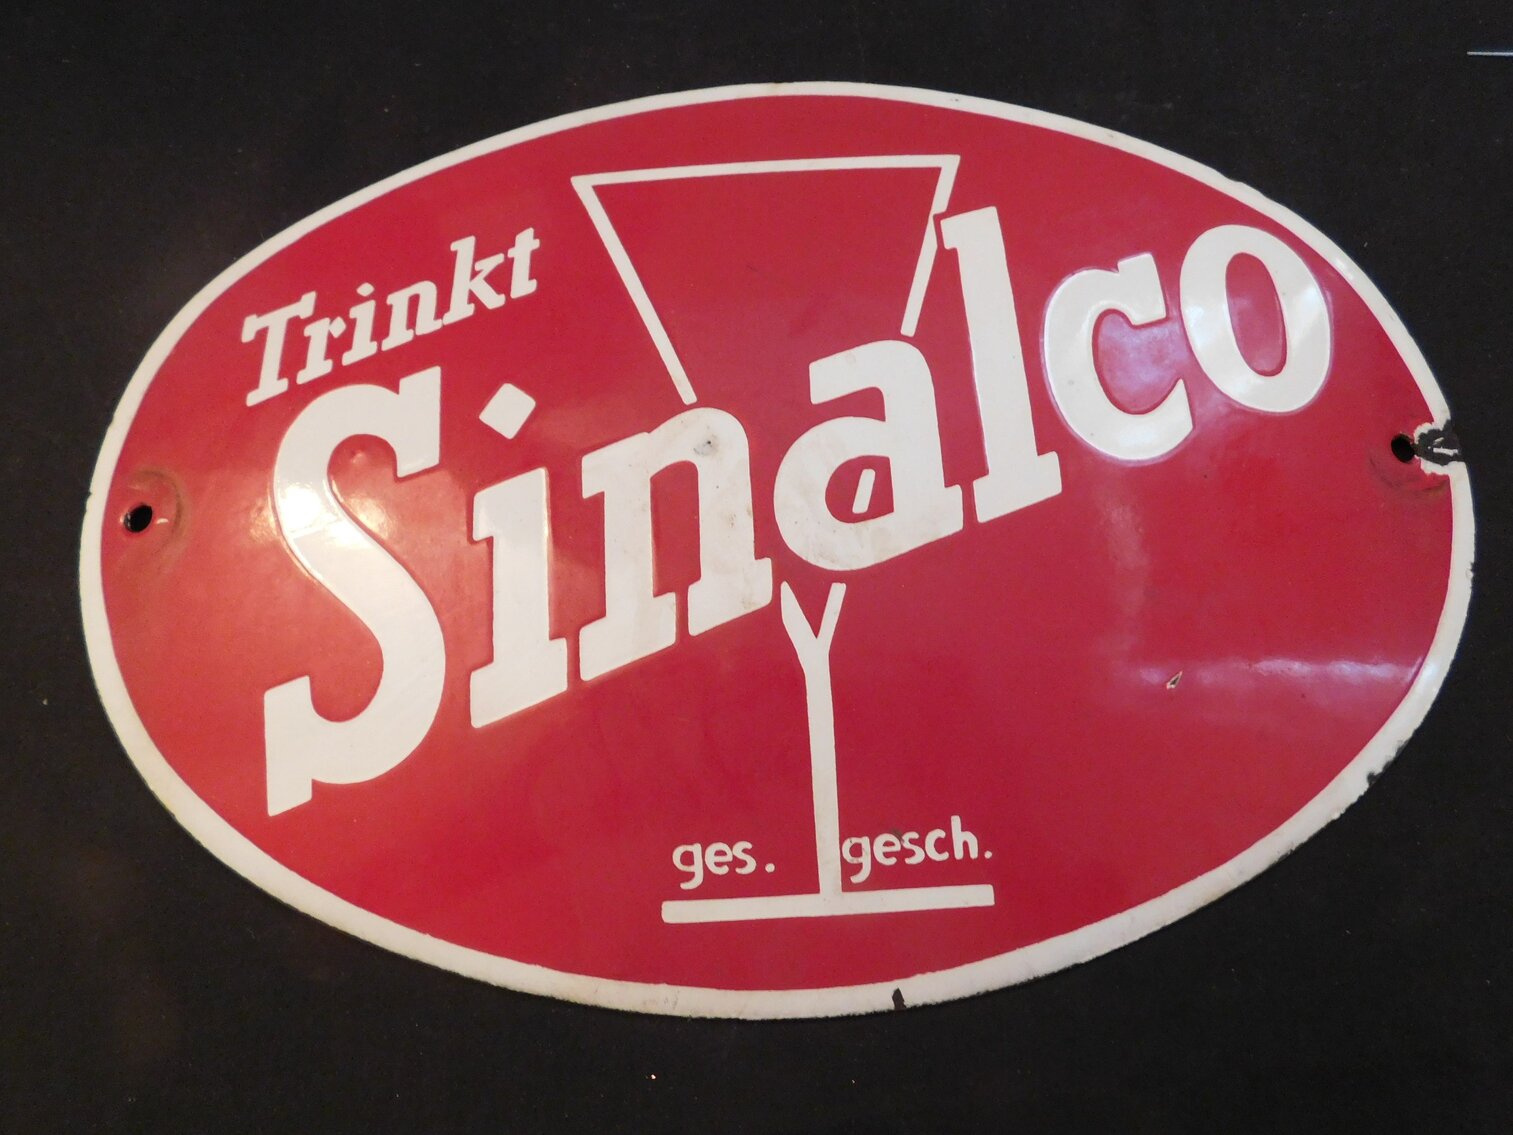 Trinkt
Sinalco
ges. gesch.